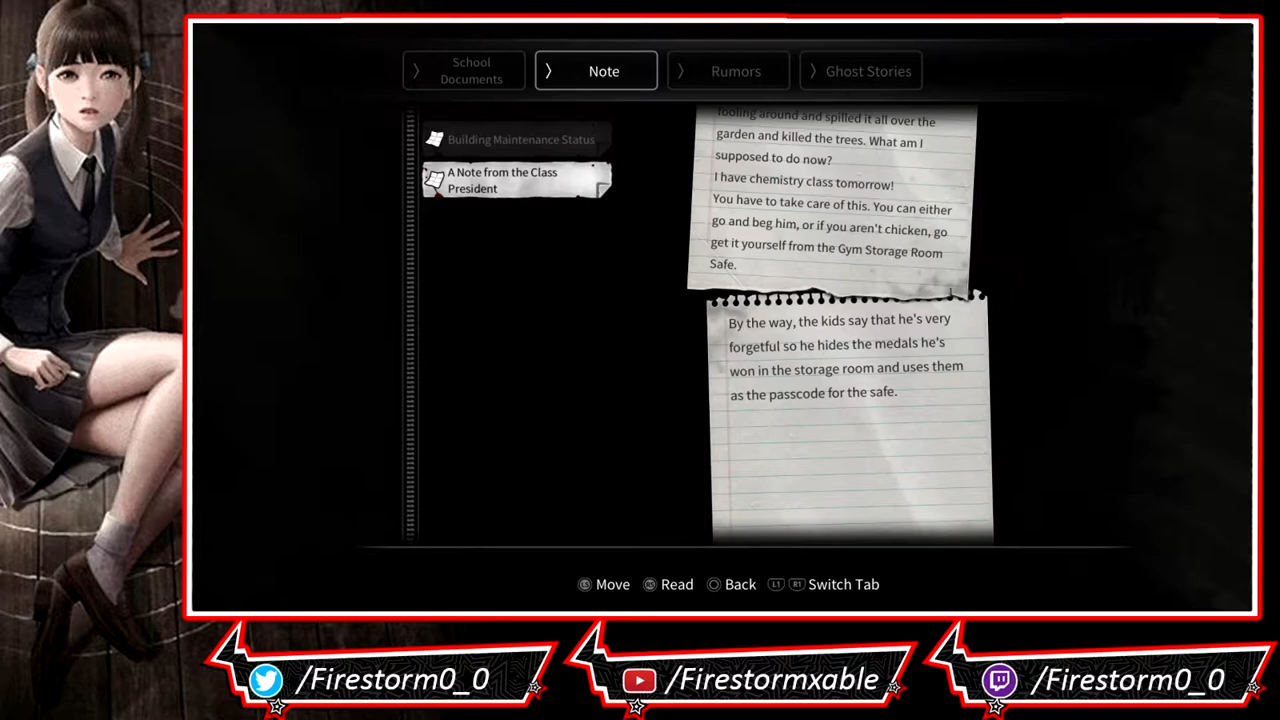 School
Documents
Note
Rumors
Ghost Stories
Building Maintenance Status
A Note from the Class
President
fooling around and spilled it all over the
garden and killed the trees. What am I
supposed to do now?
I have chemistry class tomorrow!
You have to take care of this. You can either
go and beg him, or if you aren't chicken, go
get it yourself from the Gym Storage Room
Safe.
By the way, the kids say that he's very
forgetful so he hides the medals he's
won in the storage room and uses them
as the passcode for the safe.
Move
Read
Back
L1 R1 Switch Tab
/Firestorm0_0
/Firestormxable
/Firestorm0_0